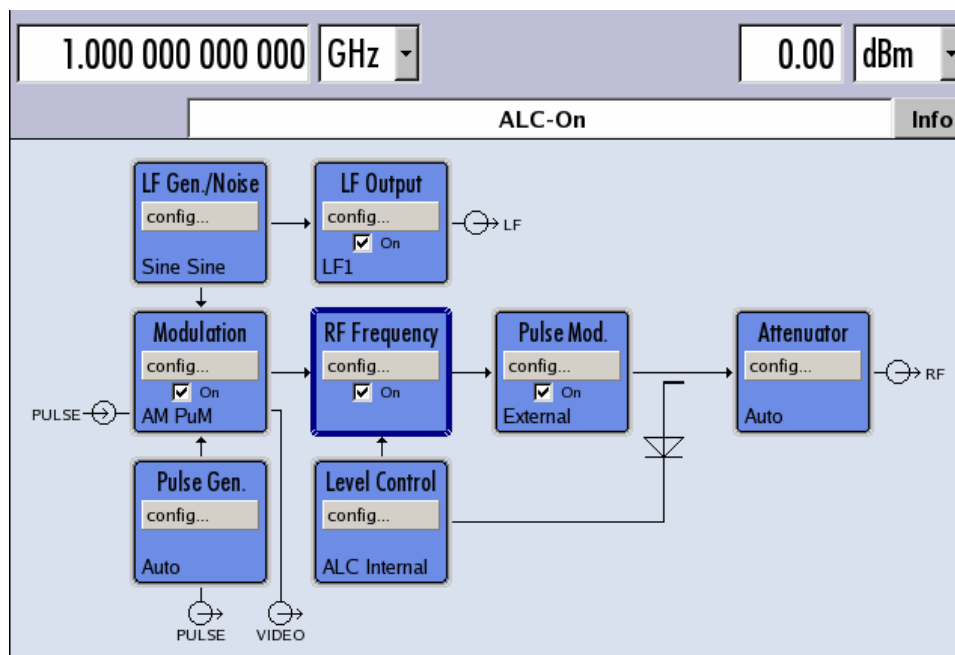 1.000 000 000 000 GHz 0.00 dBm
ALC-On Info
LF Gen./Noise
config...
Sine Sine
LF Output
config...
On
LF1
LF
Modulation
config...
On
AM PuM
PULSE
RF Frequency
config...
On
Pulse Mod.
config...
On
External
Attenuator
config...
Auto
RF
Pulse Gen.
config...
Auto
Level Control
config...
ALC Internal
PULSE
VIDEO